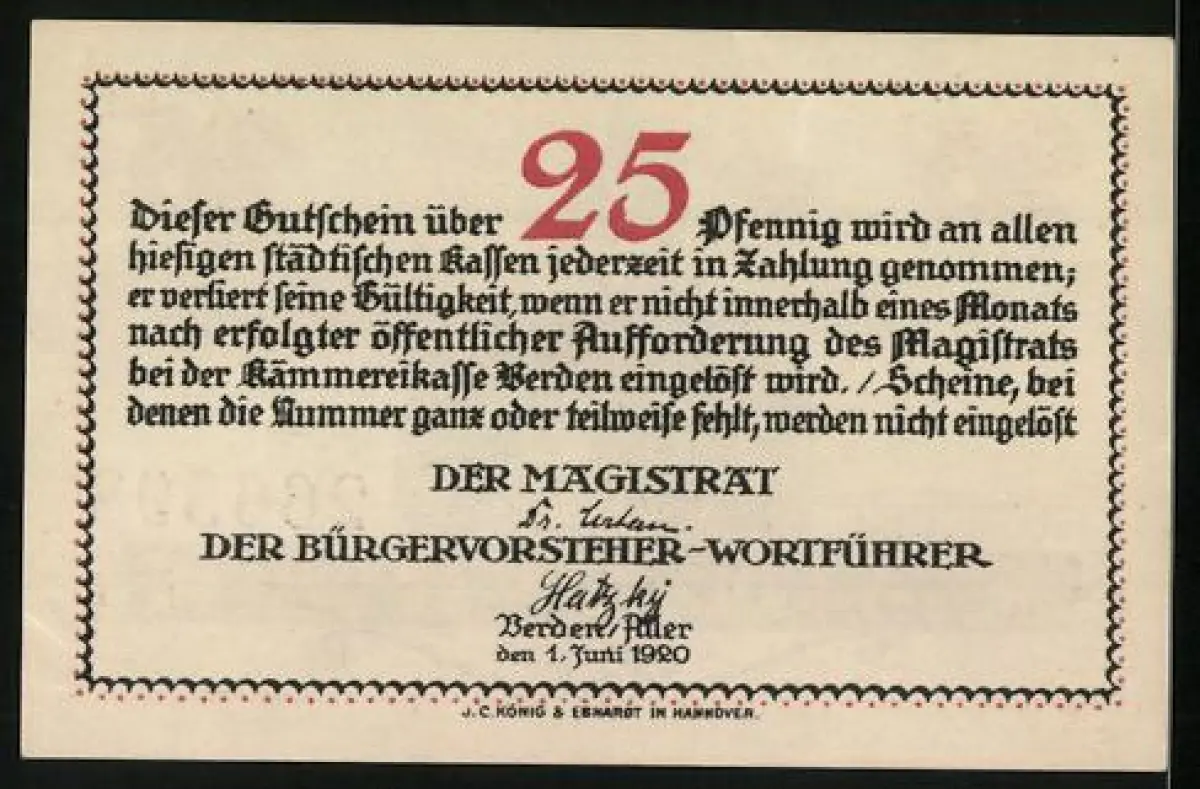 Dieser Gutschein über 25 Pfennig wird an allen
hiesigen städtischen Kassen jederzeit in Zahlung genommen;
er verliert seine Gültigkeit, wenn er nicht innerhalb eines Monats
nach erfolgter öffentlicher Aufforderung des Magistrats
bei der Kämmereikasse Verden eingelöst wird. / Scheine, bei
denen die Nummer ganz oder teilweise fehlt, werden nicht eingelöst
DER MAGISTRAT
Dr. Urban.
DER BÜRGERVORSTEHER-WORTFÜHRER
Hatzky
Verden, Aller
den 1. Juni 1920
J. C. KÖNIG & EBHARDT IN HANNOVER.